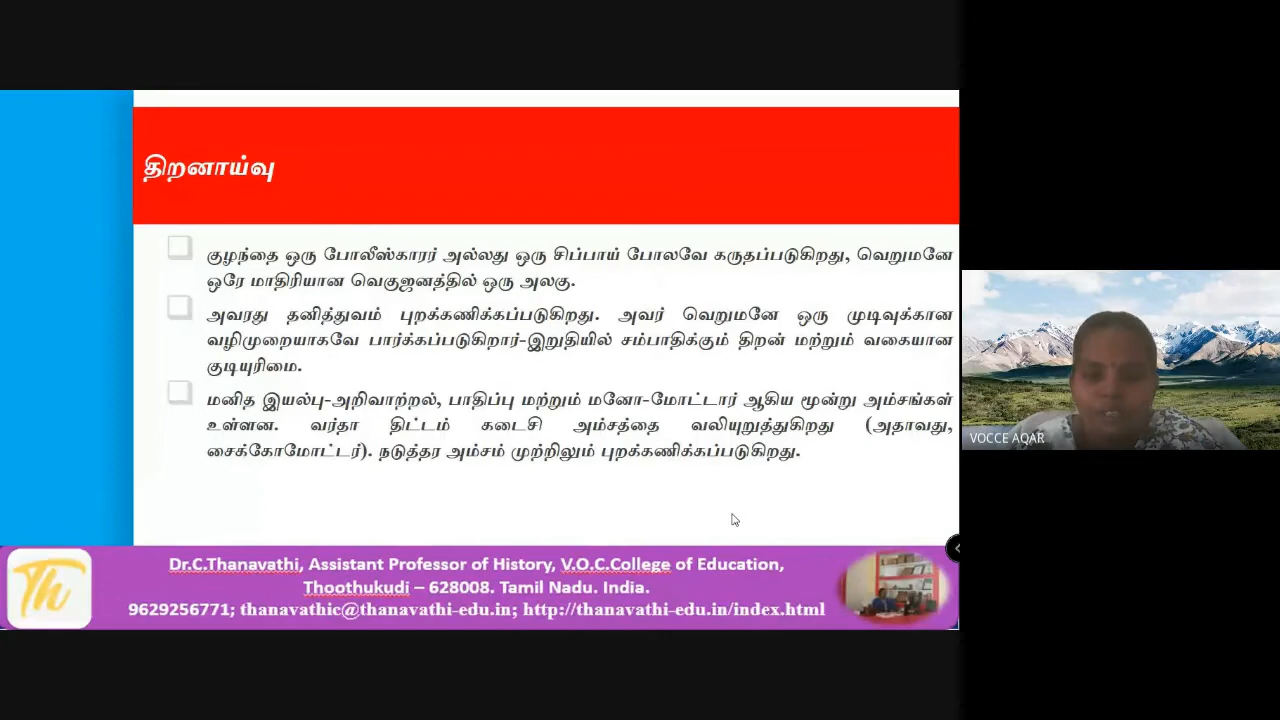 திறனாய்வு
குழந்தை ஒரு போலீஸ்காரர் அல்லது ஒரு சிப்பாய் போலவே கருதப்படுகிறது, வெறுமனே
ஒரே மாதிரியான வெகுஜனத்தில் ஒரு அலகு.
அவரது தனித்துவம் புறக்கணிக்கப்படுகிறது. அவர் வெறுமனே ஒரு முடிவுக்கான
வழிமுறையாகவே பார்க்கப்படுகிறார்-இறுதியில் சம்பாதிக்கும் திறன் மற்றும் வகையான
குடியுரிமை.
மனித இயல்பு-அறிவாற்றல், பாதிப்பு மற்றும் மனோ-மோட்டார் ஆகிய மூன்று அம்சங்கள்
உள்ளன. வர்தா திட்டம் கடைசி அம்சத்தை வலியுறுத்துகிறது (அதாவது,
சைக்கோமோட்டர்). நடுத்தர அம்சம் முற்றிலும் புறக்கணிக்கப்படுகிறது.
VOCCE AQAR
Th
Dr.C.Thanavathi, Assistant Professor of History, V.O.C.College of Education,
Thoothukudi – 628008. Tamil Nadu. India.
9629256771; thanavathic@thanavathi-edu.in; http://thanavathi-edu.in/index.html